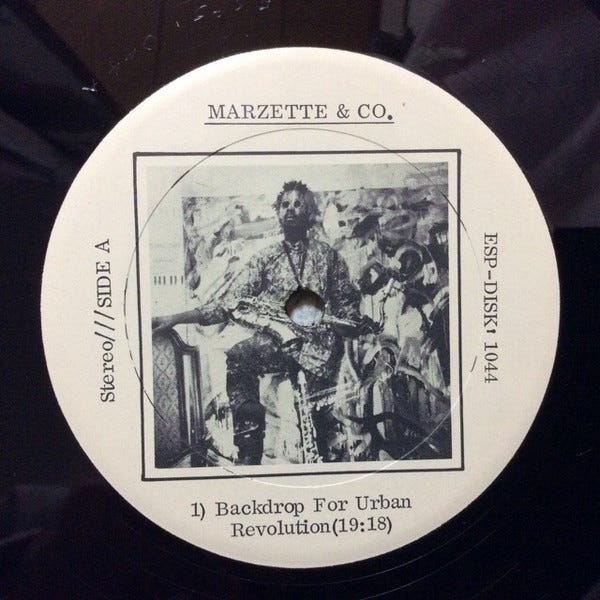 MARZETTE & CO.
Stereo///SIDE A
ESP-DISK' 1044
1) Backdrop For Urban
Revolution(19:18)